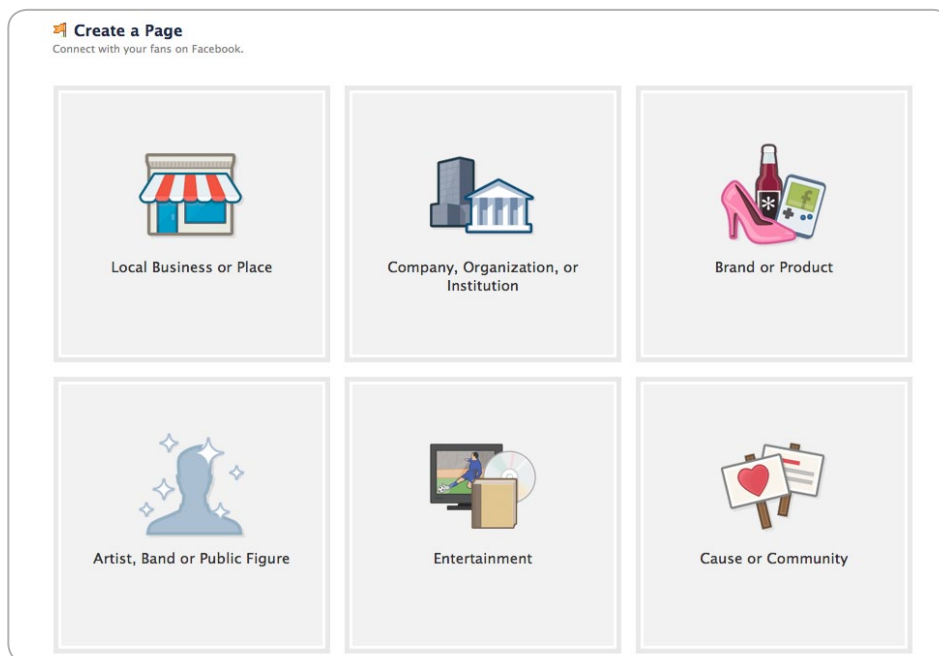 Create a Page
Connect with your fans on Facebook.
Local Business or Place
Company, Organization, or
Institution
Brand or Product
Artist, Band or Public Figure
Entertainment
Cause or Community